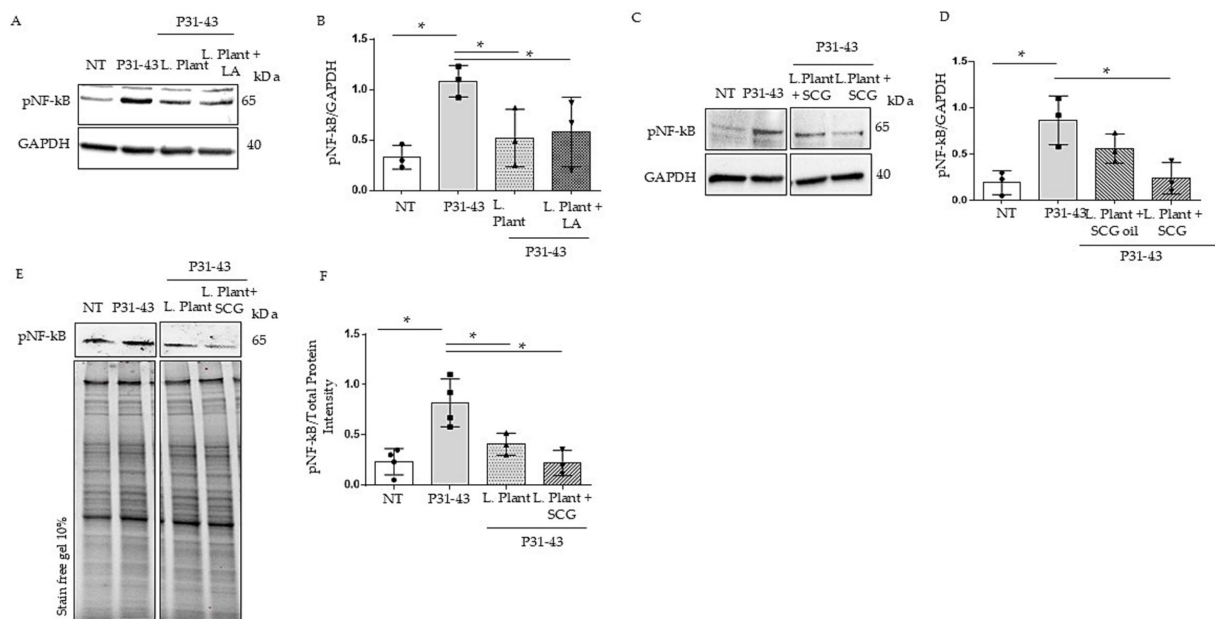 A
P31-43
NT P31-43 L. Plant L. Plant + LA kDa
pNF-kB 65
GAPDH 40
B
pNF-kB/GAPDH
1.5
1.0
0.5
0.0
* * *
NT P31-43 L. Plant L. Plant + LA
P31-43
C
P31-43
NT P31-43 L. Plant + SCG L. Plant + SCG kDa
pNF-kB 65
GAPDH 40
D
pNF-kB/GAPDH
1.5
1.0
0.5
0.0
* *
NT P31-43 L. Plant + SCG oil L. Plant + SCG
P31-43
E
P31-43
NT P31-43 L. Plant L. Plant+ SCG kDa
pNF-kB 65
Stain free gel 10%
F
pNF-kB/Total Protein
Intensity
1.5
1.0
0.5
0.0
* * *
NT P31-43 L. Plant L. Plant + SCG
P31-43